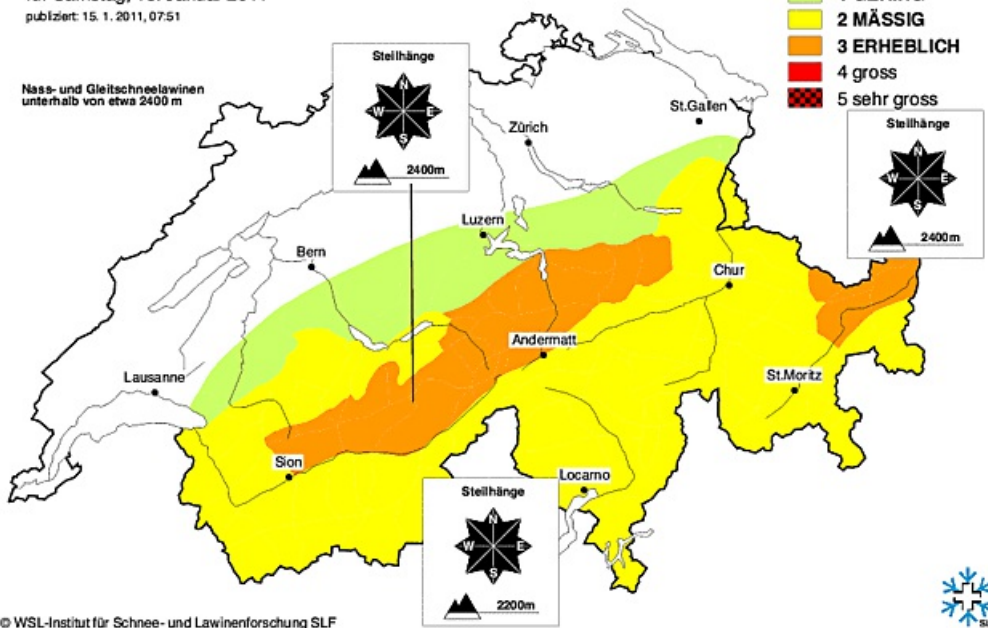 publiziert: 15. 1. 2011, 07:51
Nass- und Gleitschneelawinen
unterhalb von etwa 2400 m
2 MÄSSIG
3 ERHEBLICH
4 gross
5 sehr gross
Steilhänge
N
W E
S
2400m
Steilhänge
N
W E
S
2400m
St.Gallen
Zürich
Luzern
Bern
Chur
Andermatt
St.Moritz
Lausanne
Sion
Locarno
Steilhänge
N
W E
S
2200m
© WSL-Institut für Schnee- und Lawinenforschung SLF